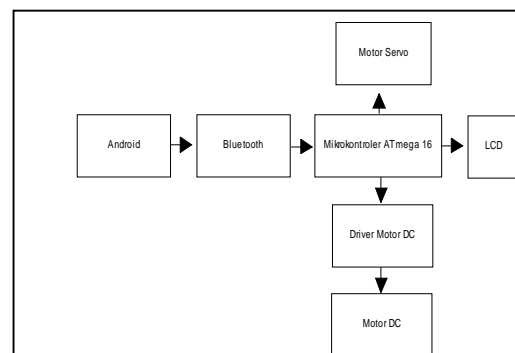 Motor Servo
Android
Bluetooth
Mikrokontroler ATmega 16
LCD
Driver Motor DC
Motor DC